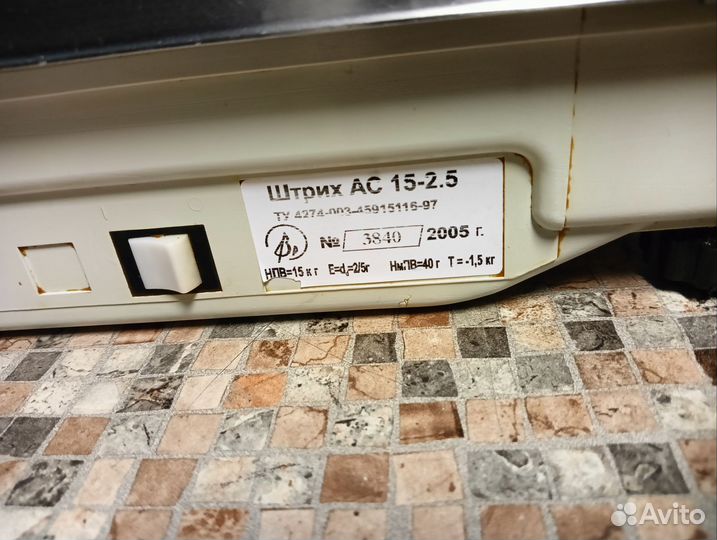 Штрих АС 15-2.5
ТУ 4274-003-45915116-97
№ 3840 2005 г.
НПВ=15 кг E=d₁=2/5г НмПВ=40 г Т = -1,5 кг
Avito